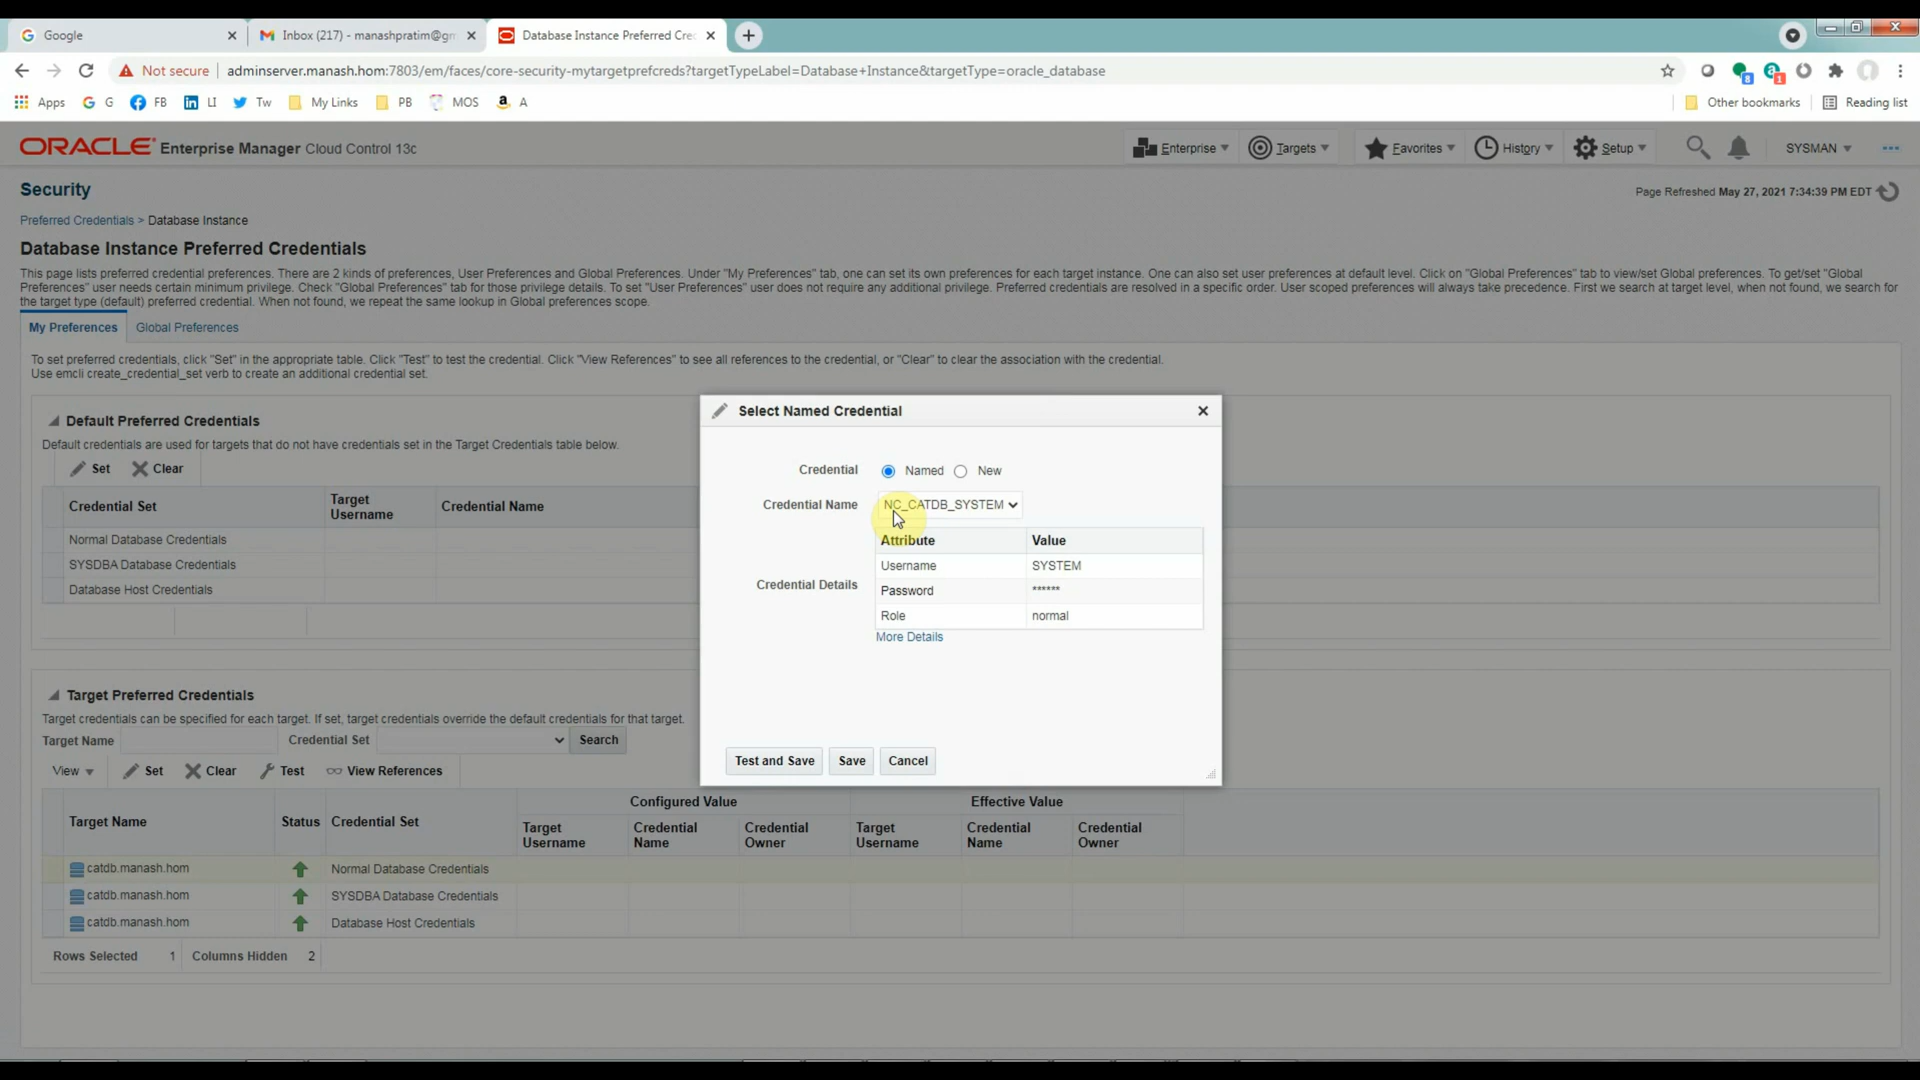 Google
Inbox (217) - manashpratim@gm
Database Instance Preferred Cre
Not secure
adminserver.manash.hom:7803/em/faces/core-security-mytargetprefcreds?targetTypeLabel=Database+Instance&targetType=oracle_database
8
1
Apps G FB LI Tw My Links PB MOS A
Other bookmarks Reading list
ORACLE Enterprise Manager Cloud Control 13c
Enterprise Targets Favorites History Setup SYSMAN
Security
Page Refreshed May 27, 2021 7:34:39 PM EDT
Preferred Credentials > Database Instance
Database Instance Preferred Credentials
This page lists preferred credential preferences. There are 2 kinds of preferences, User Preferences and Global Preferences. Under "My Preferences" tab, one can set its own preferences for each target instance. One can also set user preferences at default level. Click on "Global Preferences" tab to view/set Global preferences. To get/set "Global
Preferences" user needs certain minimum privilege. Check "Global Preferences" tab for those privilege details. To set "User Preferences" user does not require any additional privilege. Preferred credentials are resolved in a specific order. User scoped preferences will always take precedence. First we search at target level, when not found, we search for
the target type (default) preferred credential. When not found, we repeat the same lookup in Global preferences scope.
My Preferences Global Preferences
To set preferred credentials, click "Set" in the appropriate table. Click "Test" to test the credential. Click "View References" to see all references to the credential, or "Clear" to clear the association with the credential.
Use emcli create_credential_set verb to create an additional credential set.
Default Preferred Credentials
Default credentials are used for targets that do not have credentials set in the Target Credentials table below.
Set Clear
Credential Set Target Username Credential Name
Normal Database Credentials
SYSDBA Database Credentials
Database Host Credentials
Select Named Credential
Credential Named New
Credential Name NC_CATDB_SYSTEM
Attribute Value
Username SYSTEM
Credential Details
Password ******
Role normal
More Details
Test and Save Save Cancel
Target Preferred Credentials
Target credentials can be specified for each target. If set, target credentials override the default credentials for that target.
Target Name Credential Set Search
View Set Clear Test View References
Configured Value Effective Value
Target Name Status Credential Set Target Username Credential Name Credential Owner Target Username Credential Name Credential Owner
catdb.manash.hom Normal Database Credentials
catdb.manash.hom SYSDBA Database Credentials
catdb.manash.hom Database Host Credentials
Rows Selected 1 Columns Hidden 2